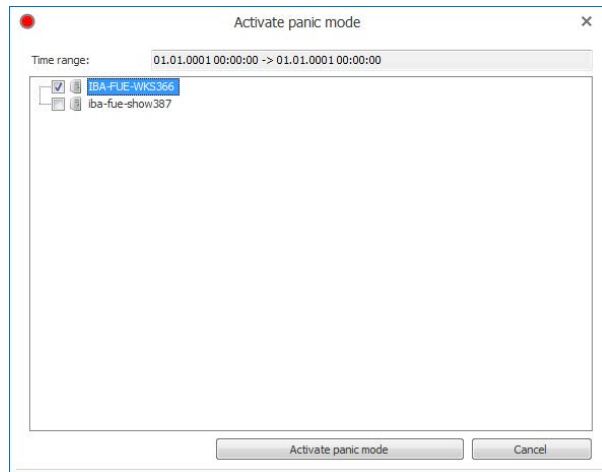 Activate panic mode
Time range: 01.01.0001 00:00:00 -> 01.01.0001 00:00:00
IBA-FUE-WKS366
iba-fue-show387
Activate panic mode Cancel